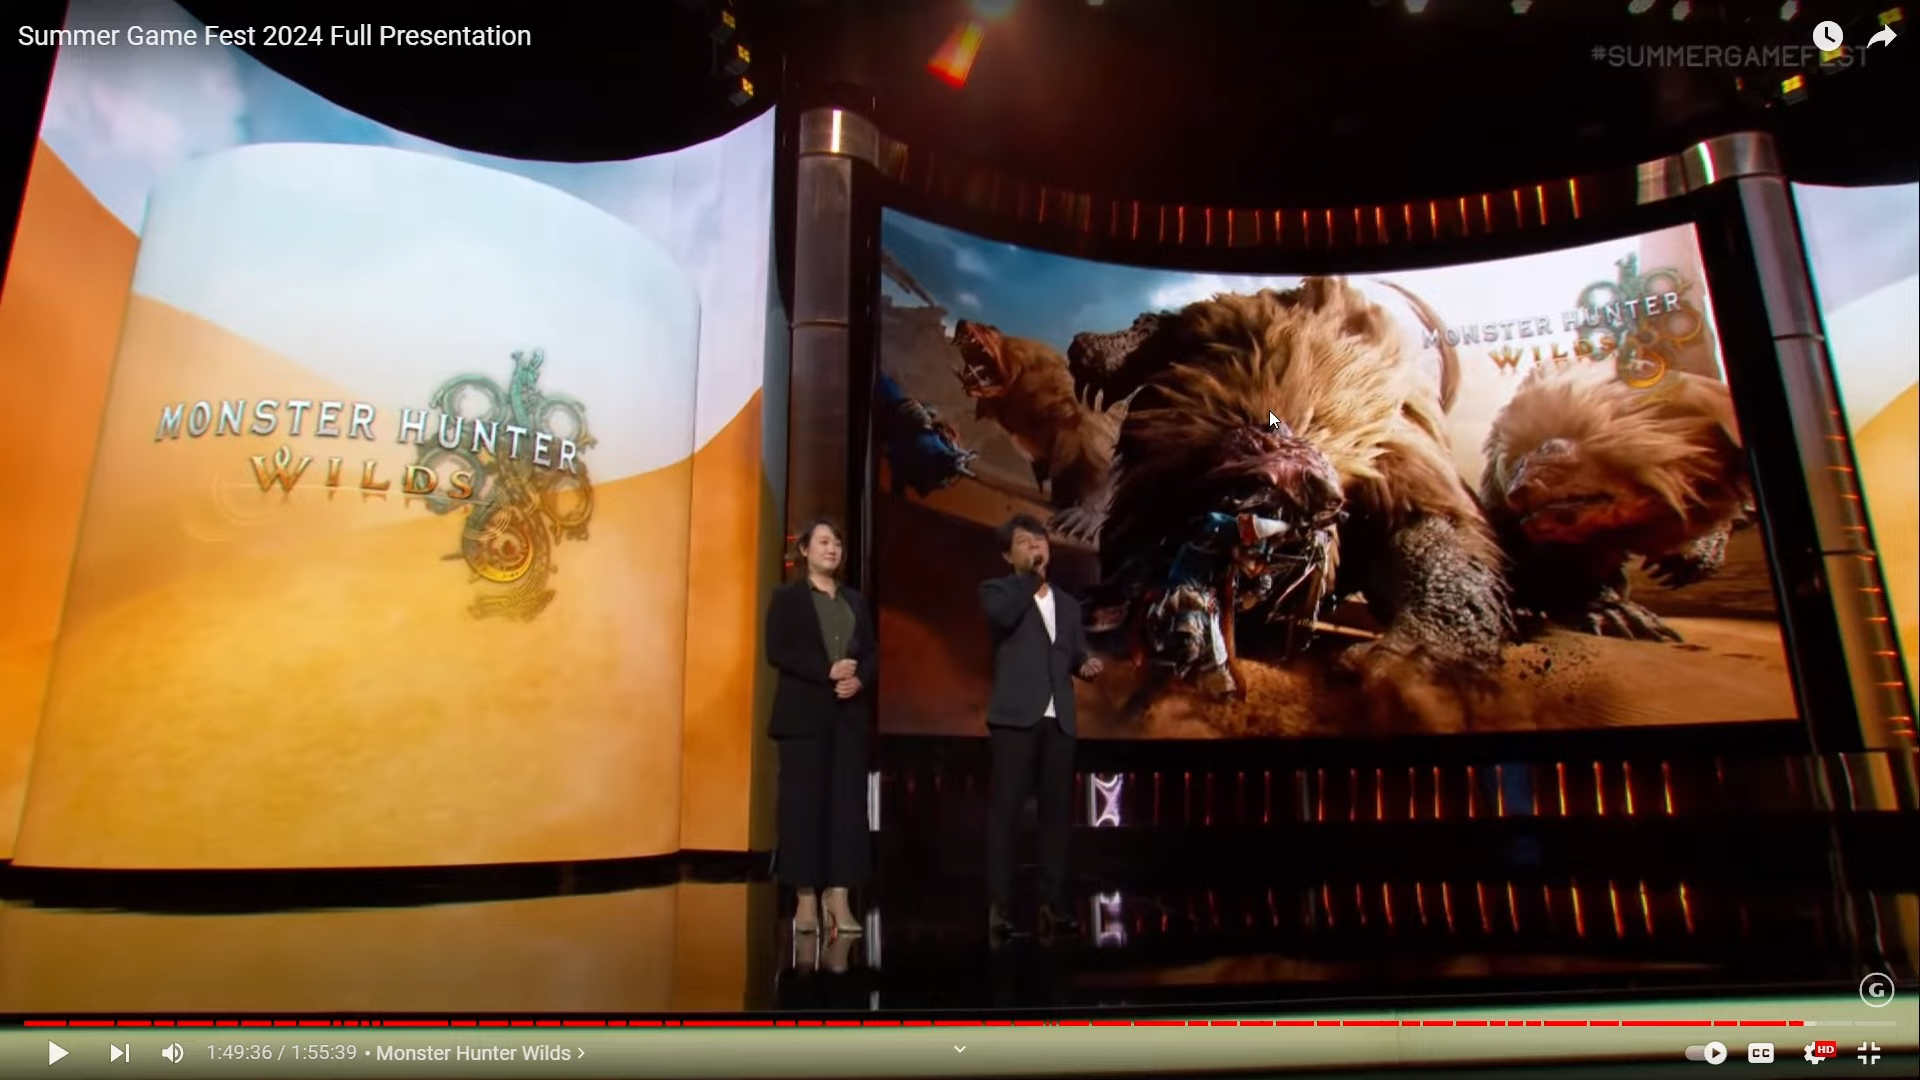 Summer Game Fest 2024 Full Presentation
#SUMMERGAMEFEST
MONSTER HUNTER
WILDS
MONSTER HUNTER
WILDS
G
1:49:36 / 1:55:39 • Monster Hunter Wilds >
CC
HD